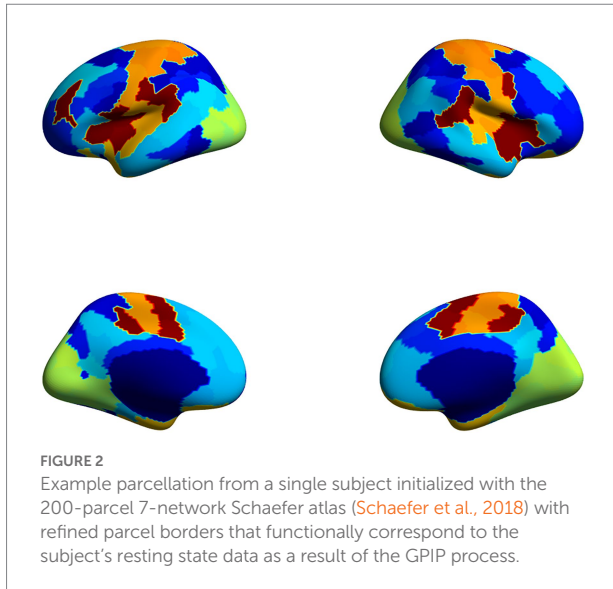 FIGURE 2
Example parcellation from a single subject initialized with the
200-parcel 7-network Schaefer atlas (Schaefer et al., 2018) with
refined parcel borders that functionally correspond to the
subject's resting state data as a result of the GPIP process.